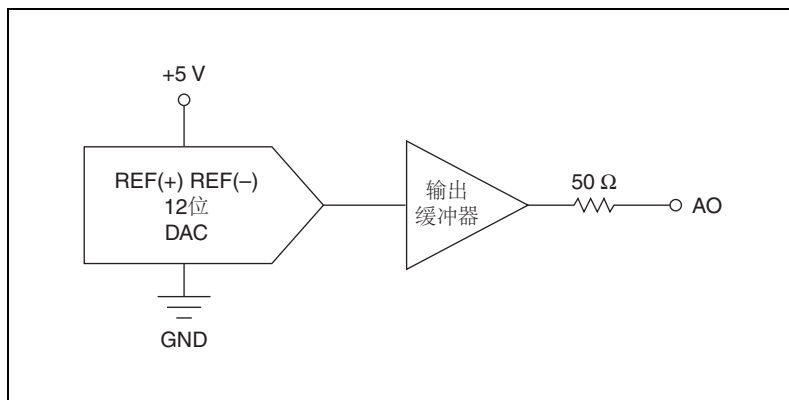 +5 V
REF(+) REF(–)
12位
DAC
GND
输出
缓冲器
50 Ω
AO